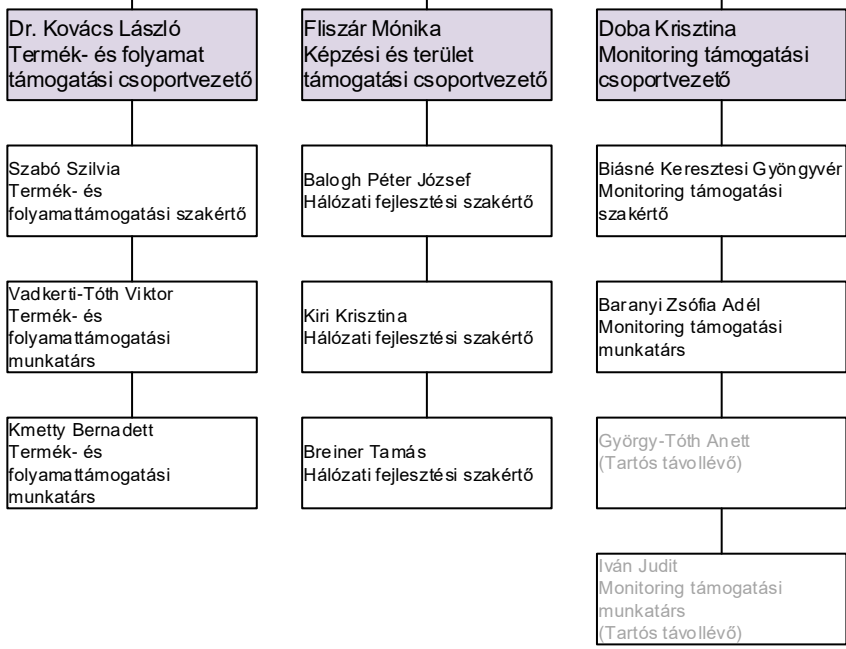 Dr. Kovács László
Termék- és folyamat
támogatási csoportvezető
Szabó Szilvia
Termék- és
folyamattámogatási szakértő
Vadkerti-Tóth Viktor
Termék- és
folyamattámogatási
munkatárs
Kmetty Bernadett
Termék- és
folyamattámogatási
munkatárs
Fliszár Mónika
Képzési és terület
támogatási csoportvezető
Balogh Péter József
Hálózati fejlesztési szakértő
Kiri Krisztina
Hálózati fejlesztési szakértő
Breiner Tamás
Hálózati fejlesztési szakértő
Doba Krisztina
Monitoring támogatási
csoportvezető
Biásné Keresztesi Gyöngyvér
Monitoring támogatási
szakértő
Baranyi Zsófia Adél
Monitoring támogatási
munkatárs
György-Tóth Anett
(Tartós távollévő)
Iván Judit
Monitoring támogatási
munkatárs
(Tartós távollévő)